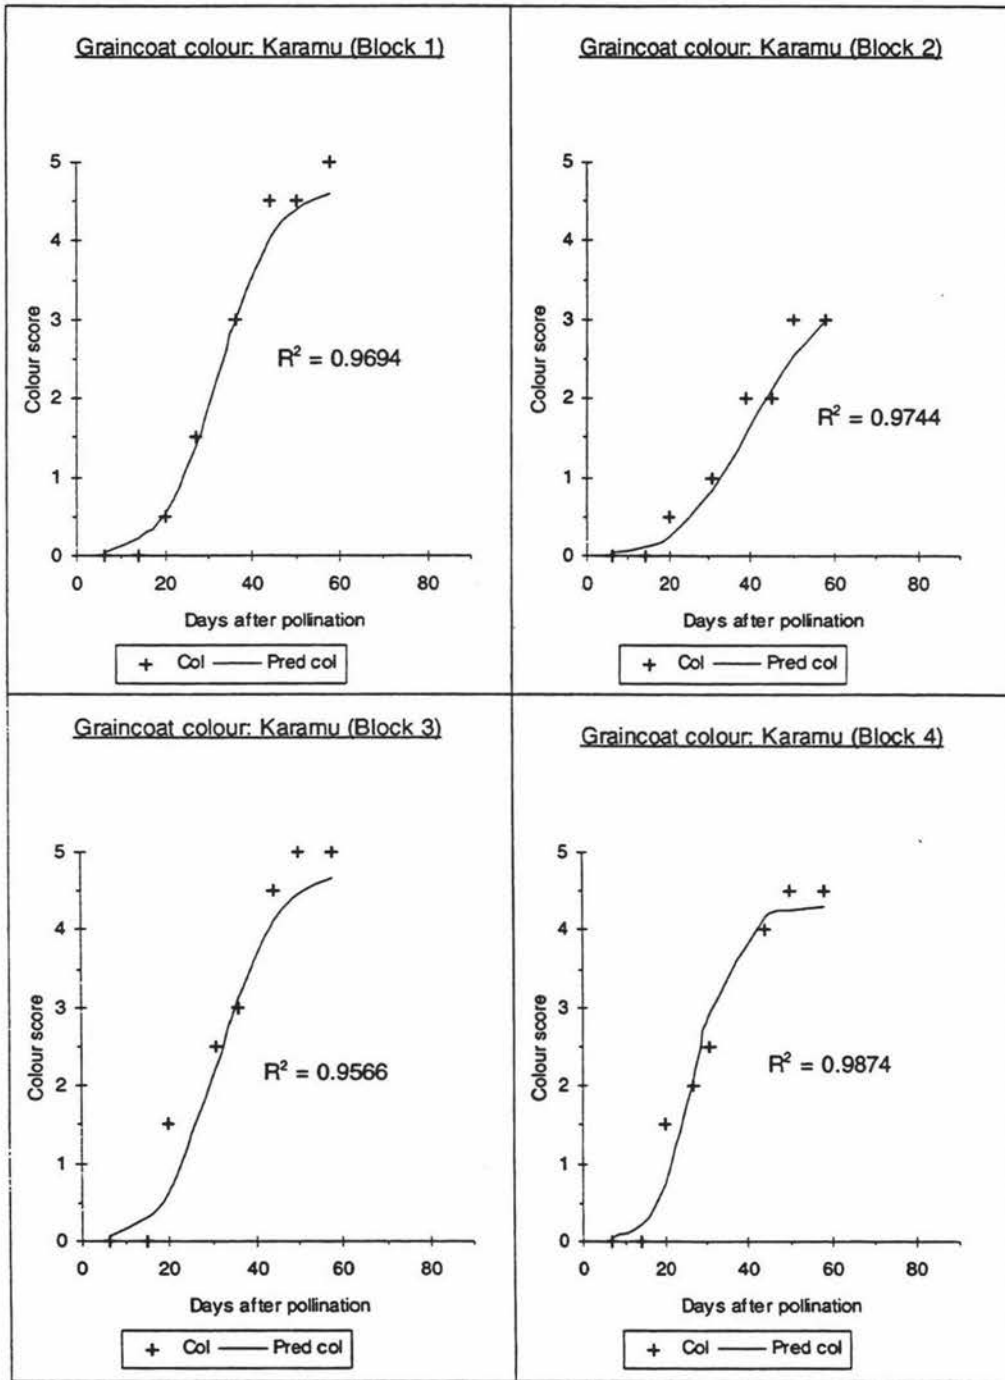 Graincoat colour: Karamu (Block 1)
5
4
3
2
1
0
Colour score
R² = 0.9694
0 20 40 60 80
Days after pollination
+ Col —— Pred col
Graincoat colour: Karamu (Block 2)
5
4
3
2
1
0
Colour score
R² = 0.9744
0 20 40 60 80
Days after pollination
+ Col —— Pred col
Graincoat colour: Karamu (Block 3)
5
4
3
2
1
0
Colour score
R² = 0.9566
0 20 40 60 80
Days after pollination
+ Col —— Pred col
Graincoat colour: Karamu (Block 4)
5
4
3
2
1
0
Colour score
R² = 0.9874
0 20 40 60 80
Days after pollination
+ Col —— Pred col